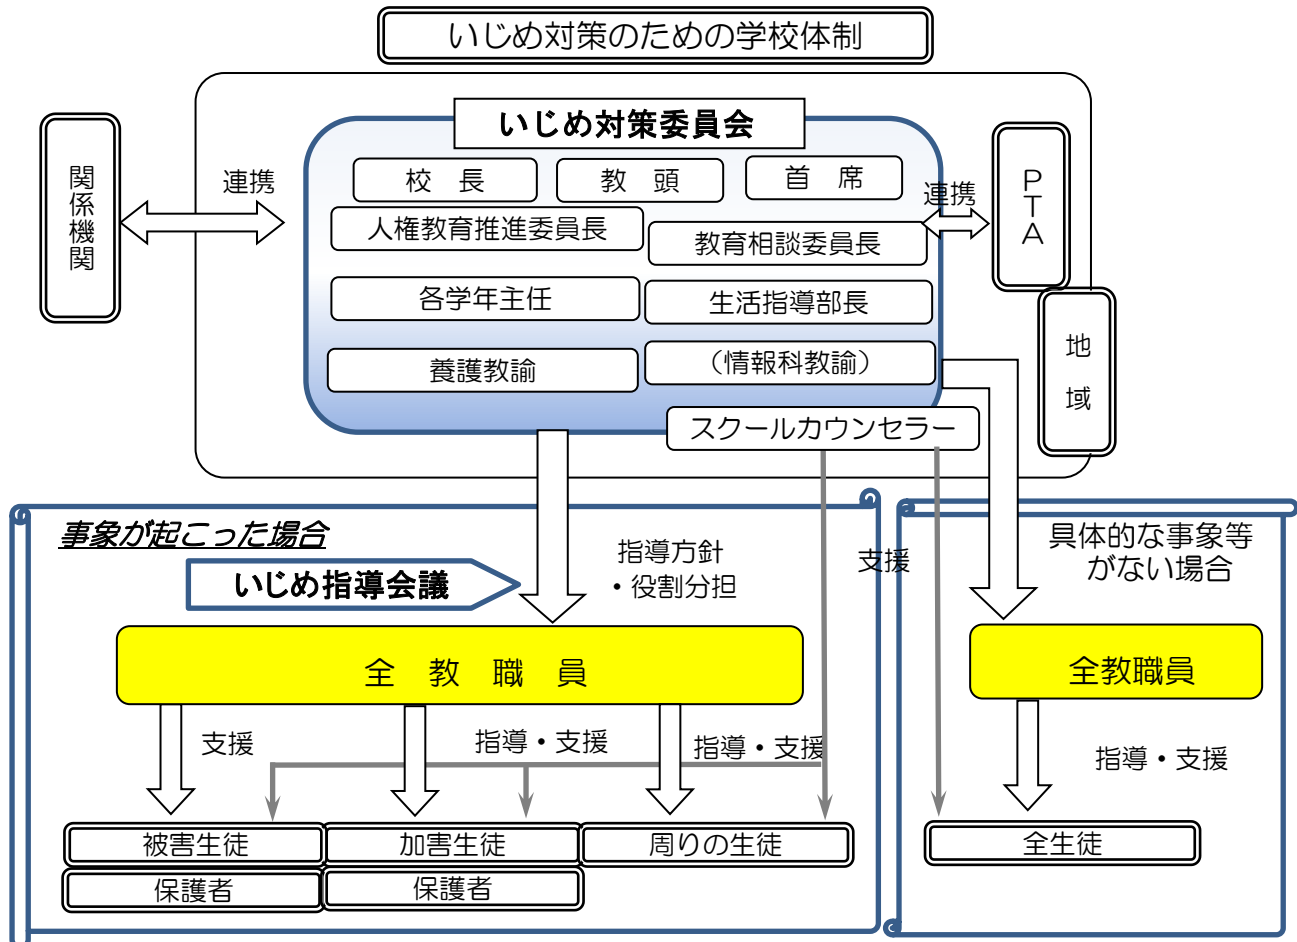 いじめ対策のための学校体制
いじめ対策委員会
関係機関
連携
校 長
教 頭
首 席
人権教育推進委員長
教育相談委員長
各学年主任
生活指導部長
養護教諭
(情報科教諭)
スクールカウンセラー
連携
PTA
地域
事象が起こった場合
いじめ指導会議
指導方針
・役割分担
支援
全 教 職 員
支援
指導・支援
指導・支援
被害生徒
保護者
加害生徒
保護者
周りの生徒
具体的な事象等
がない場合
全教職員
指導・支援
全生徒